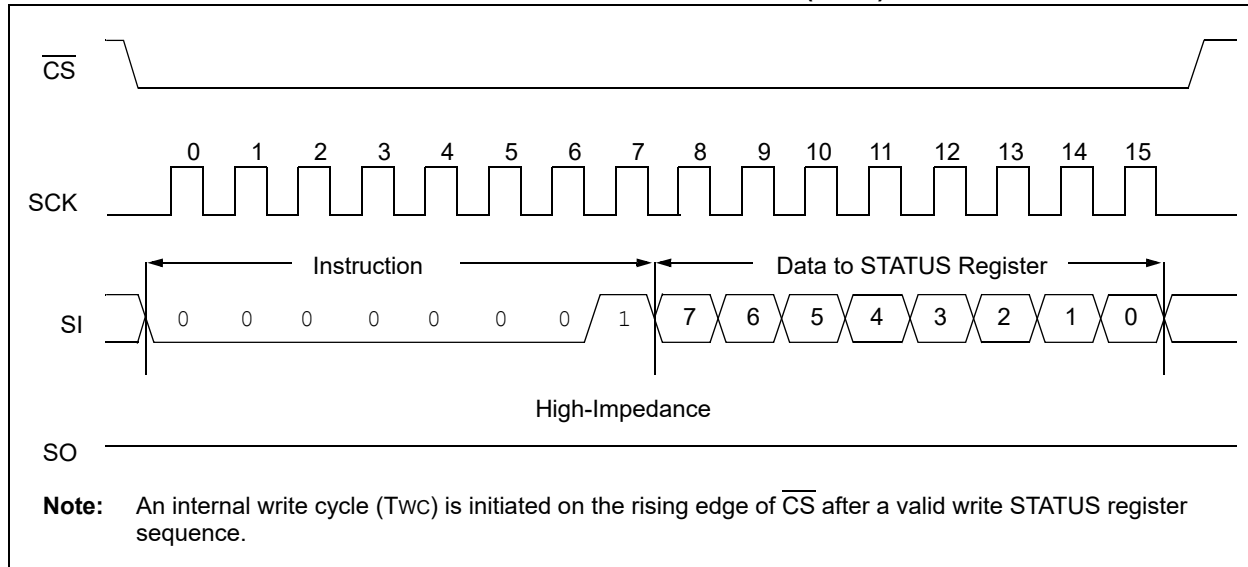 CS
0 1 2 3 4 5 6 7 8 9 10 11 12 13 14 15
SCK
Instruction Data to STATUS Register
SI 0 0 0 0 0 0 0 1 7 6 5 4 3 2 1 0
High-Impedance
SO
Note: An internal write cycle (TWC) is initiated on the rising edge of CS after a valid write STATUS register
sequence.